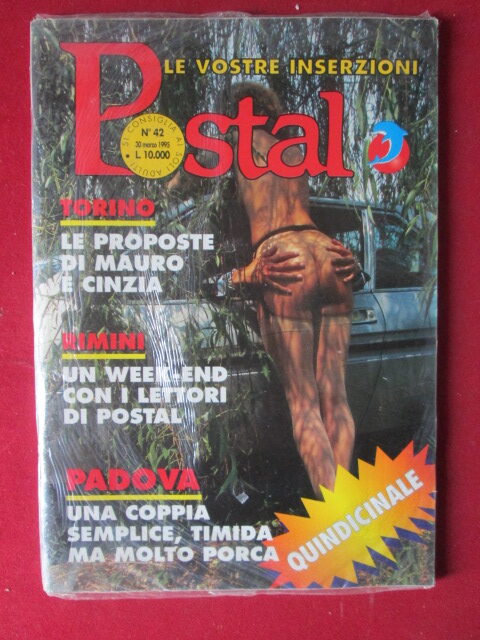 LE VOSTRE INSERZIONI
Postal
SI CONSIGLIA AI SOLI ADULTI
N° 42
30 marzo 1995
L. 10.000
TORINO
LE PROPOSTE
DI MAURO
E CINZIA
RIMINI
UN WEEK-END
CON I LETTORI
DI POSTAL
PADOVA
UNA COPPIA
SEMPLICE, TIMIDA
MA MOLTO PORCA
QUINDICINALE